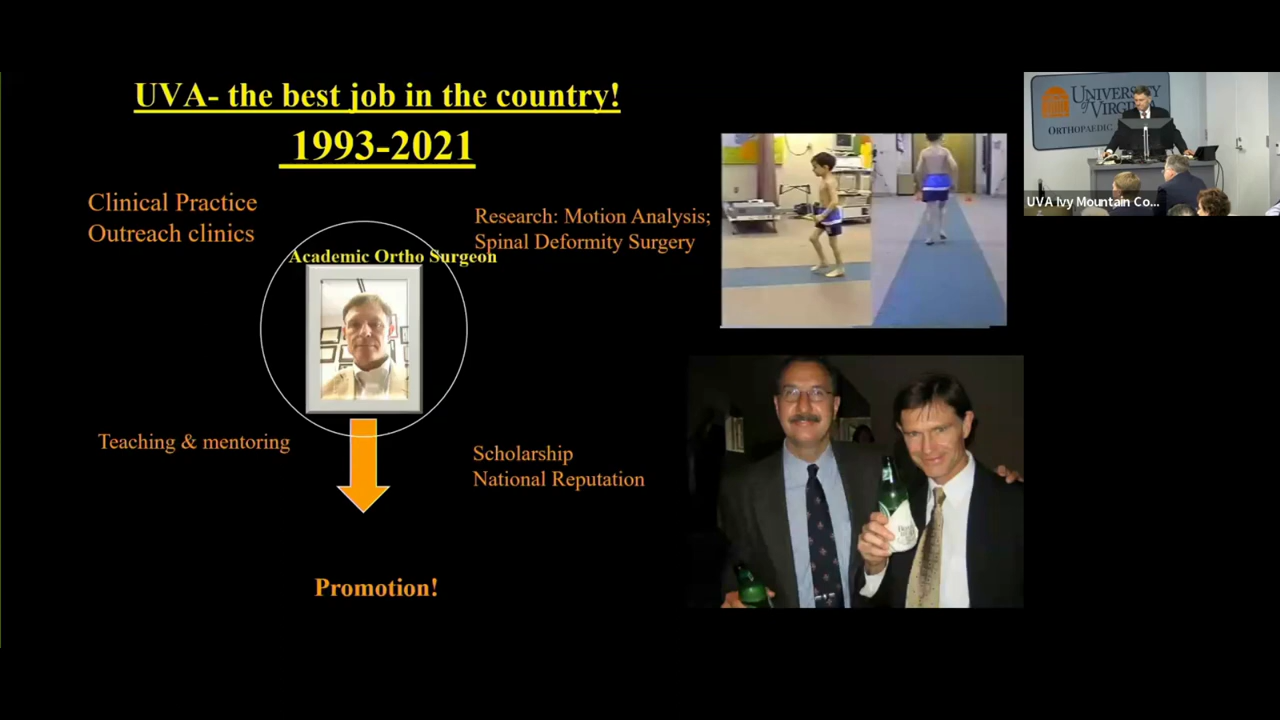 UVA- the best job in the country!
1993-2021
Clinical Practice
Outreach clinics
Research: Motion Analysis;
Spinal Deformity Surgery
Academic Ortho Surgeon
Teaching & mentoring
Scholarship
National Reputation
Promotion!
UNIVERSITY
of VIRGINIA
ORTHOPAEDIC
UVA Ivy Mountain Co...